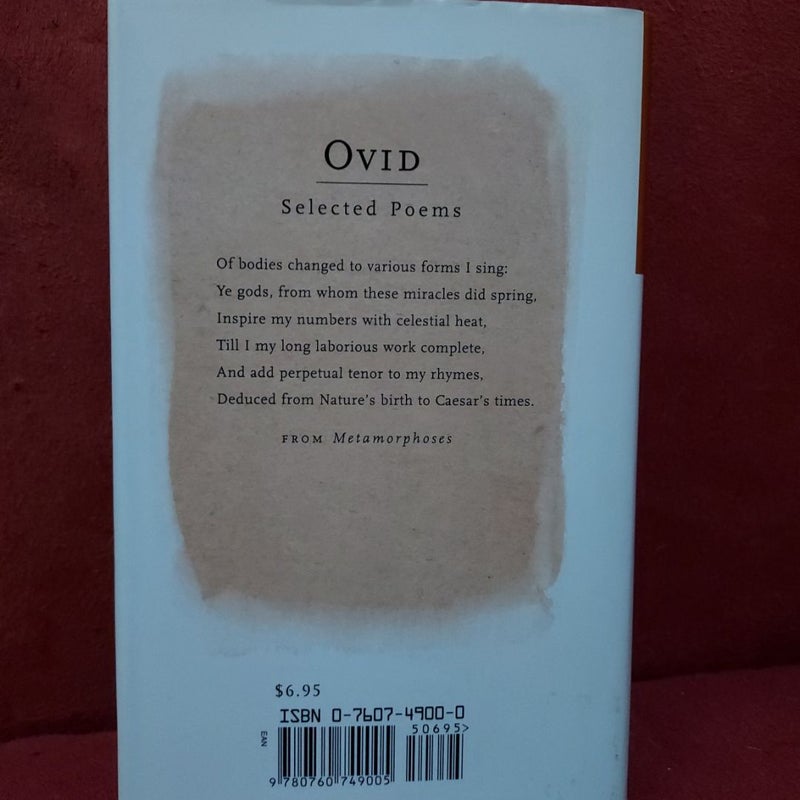 OVID
Selected Poems
Of bodies changed to various forms I sing:
Ye gods, from whom these miracles did spring,
Inspire my numbers with celestial heat,
Till I my long laborious work complete,
And add perpetual tenor to my rhymes,
Deduced from Nature's birth to Caesar's times.
FROM Metamorphoses
$6.95
ISBN 0-7607-4900-0
50695>
EAN
9 780760 749005